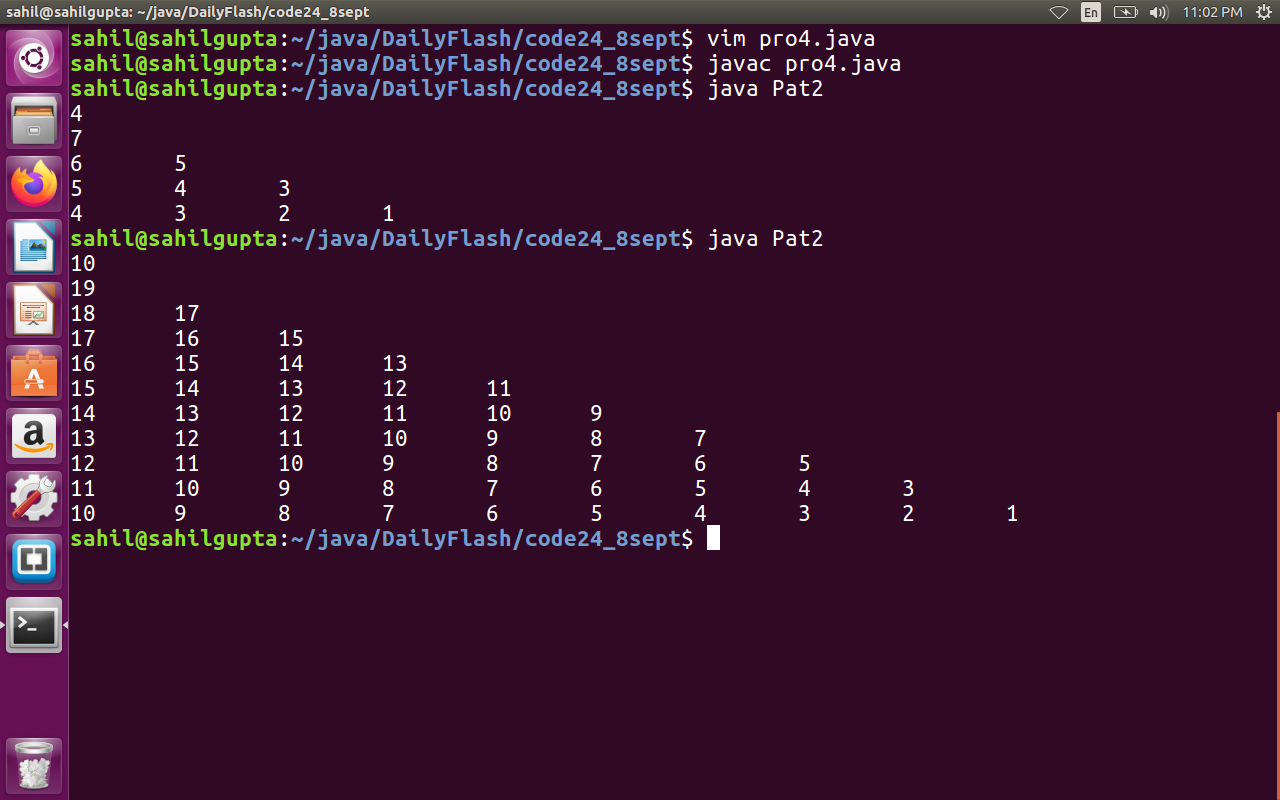 sahil@sahilgupta: ~/java/DailyFlash/code24_8sept En 11:02 PM
sahil@sahilgupta:~/java/DailyFlash/code24_8sept$ vim pro4.java
sahil@sahilgupta:~/java/DailyFlash/code24_8sept$ javac pro4.java
sahil@sahilgupta:~/java/DailyFlash/code24_8sept$ java Pat2
4
7
6 5
5 4 3
4 3 2 1
sahil@sahilgupta:~/java/DailyFlash/code24_8sept$ java Pat2
10
19
18 17
17 16 15
16 15 14 13
15 14 13 12 11
14 13 12 11 10 9
13 12 11 10 9 8 7
12 11 10 9 8 7 6 5
11 10 9 8 7 6 5 4 3
10 9 8 7 6 5 4 3 2 1
sahil@sahilgupta:~/java/DailyFlash/code24_8sept$